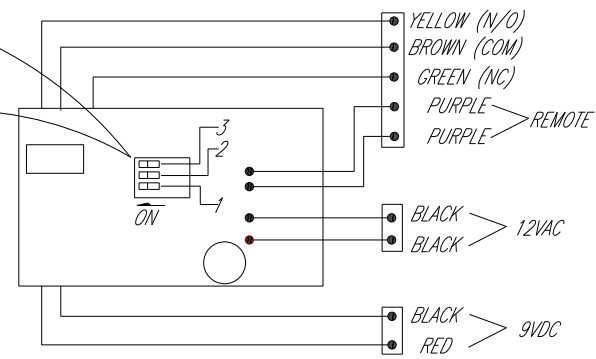 YELLOW (N/O)
BROWN (COM)
GREEN (NC)
PURPLE
PURPLE
REMOTE
3
2
1
ON
BLACK
BLACK
12VAC
BLACK
RED
9VDC